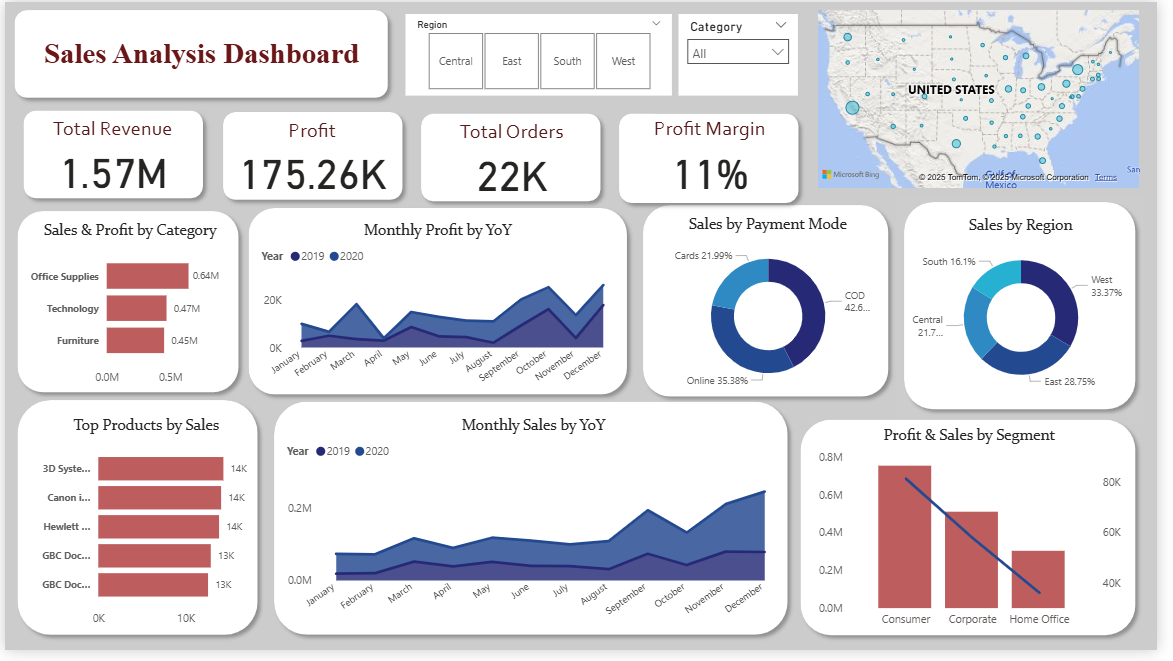 Sales Analysis Dashboard
Region
Central
East
South
West
Category
All
UNITED STATES
Gulf of
Mexico
San
Microsoft Bing
© 2025 TomTom, © 2025 Microsoft Corporation
Terms
Total Revenue
1.57M
Profit
175.26K
Total Orders
22K
Profit Margin
11%
Sales & Profit by Category
Office Supplies
0.64M
Technology
0.47M
Furniture
0.45M
0.0M
0.5M
Monthly Profit by YoY
Year
2019
2020
20K
0K
January
February
March
April
May
June
July
August
September
October
November
December
Sales by Payment Mode
Cards 21.99%
COD
42.6...
Online 35.38%
Sales by Region
South 16.1%
West
33.37%
Central
21.7...
East 28.75%
Top Products by Sales
3D Syste...
14K
Canon i...
14K
Hewlett ...
14K
GBC Doc...
13K
GBC Doc...
13K
0K
10K
Monthly Sales by YoY
Year
2019
2020
0.2M
0.0M
January
February
March
April
May
June
July
August
September
October
November
December
Profit & Sales by Segment
0.8M
0.6M
0.4M
0.2M
0.0M
80K
60K
40K
Consumer
Corporate
Home Office